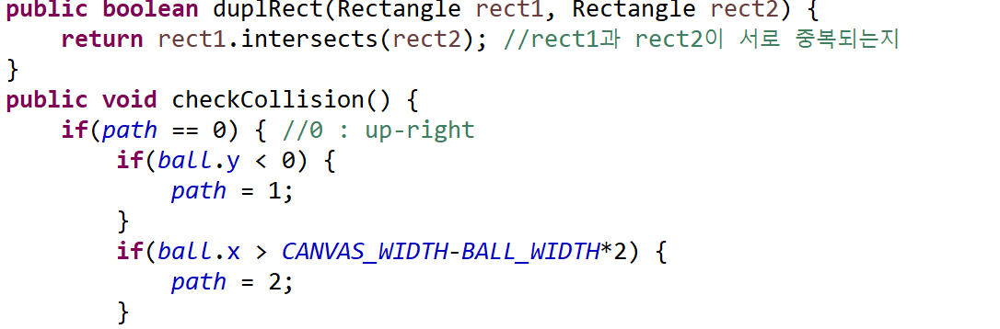 public boolean duplRect(Rectangle rect1, Rectangle rect2) {
    return rect1.intersects(rect2); //rect1과 rect2이 서로 중복되는지
}
public void checkCollision() {
    if(path == 0) { //0 : up-right
        if(ball.y < 0) {
            path = 1;
        }
        if(ball.x > CANVAS_WIDTH-BALL_WIDTH*2) {
            path = 2;
        }